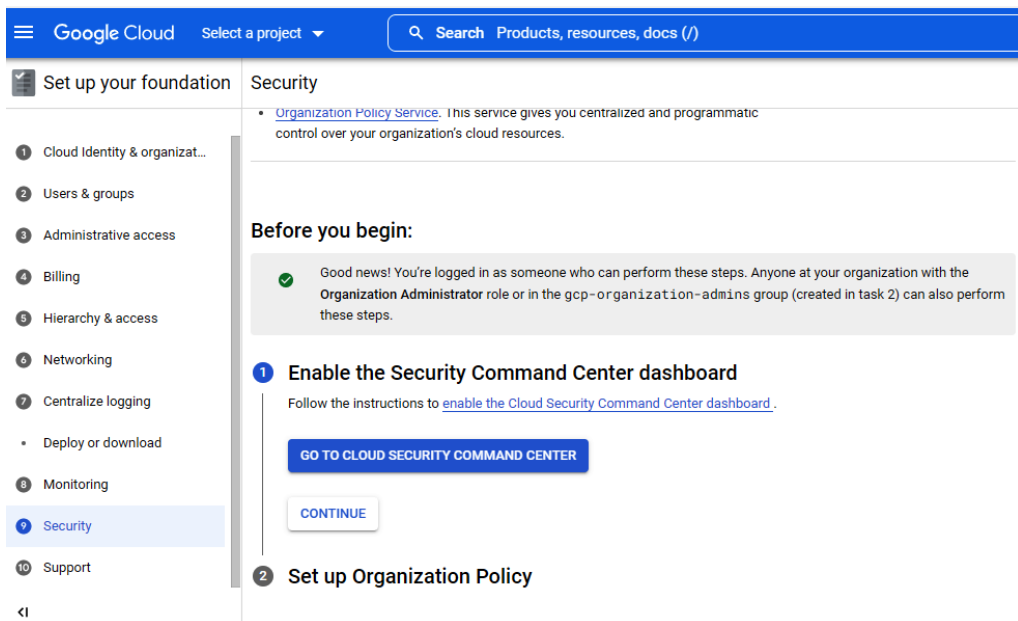 Google Cloud
Select a project
Search Products, resources, docs (/)
Set up your foundation
Security
1 Cloud Identity & organizat...
2 Users & groups
3 Administrative access
4 Billing
5 Hierarchy & access
6 Networking
7 Centralize logging
• Deploy or download
8 Monitoring
9 Security
10 Support
• Organization Policy Service. This service gives you centralized and programmatic
control over your organization's cloud resources.
Before you begin:
Good news! You're logged in as someone who can perform these steps. Anyone at your organization with the
Organization Administrator role or in the gcp-organization-admins group (created in task 2) can also perform
these steps.
1 Enable the Security Command Center dashboard
Follow the instructions to enable the Cloud Security Command Center dashboard .
GO TO CLOUD SECURITY COMMAND CENTER
CONTINUE
2 Set up Organization Policy